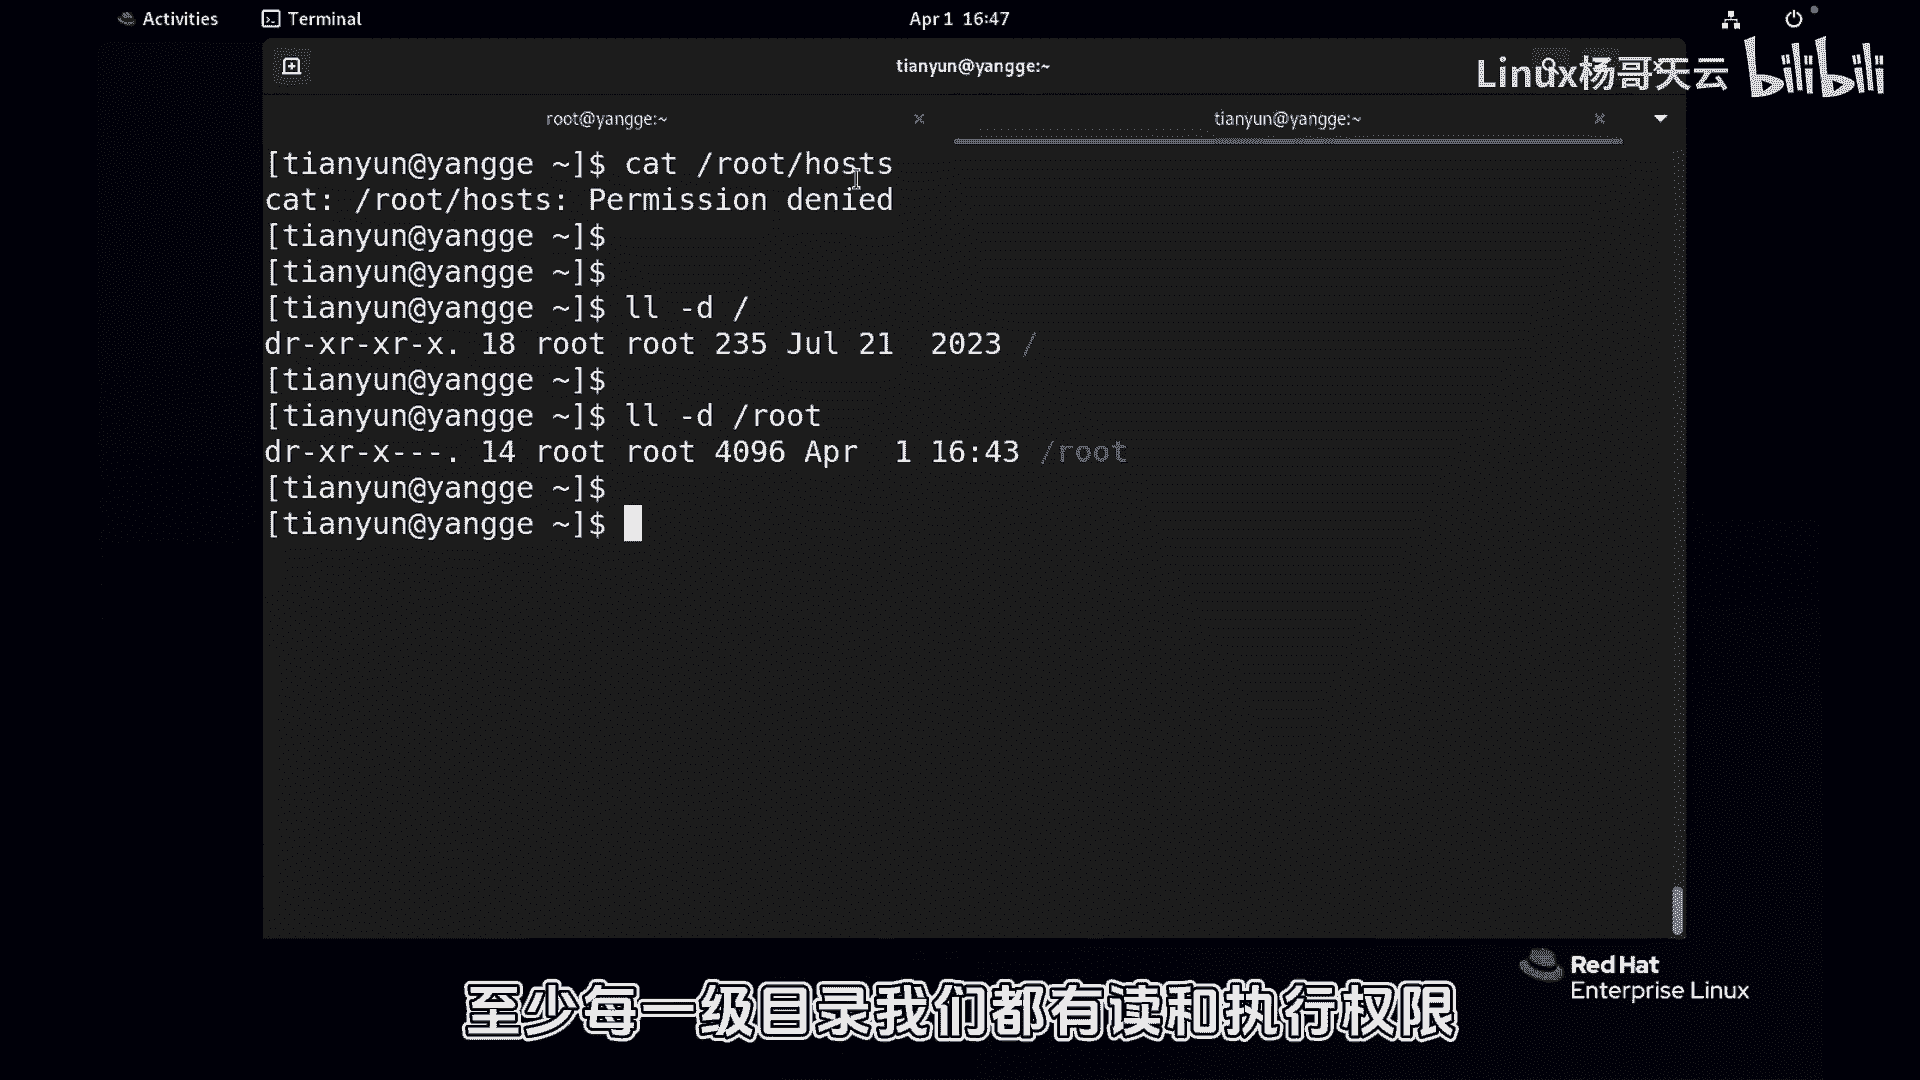 Activities
Terminal
Apr 1 16:47
tianyun@yangge:~
Linux杨哥天云 bilibili
root@yangge:~
tianyun@yangge:~
[tianyun@yangge ~]$ cat /root/hosts
cat: /root/hosts: Permission denied
[tianyun@yangge ~]$
[tianyun@yangge ~]$
[tianyun@yangge ~]$ ll -d /
dr-xr-xr-x. 18 root root 235 Jul 21  2023 /
[tianyun@yangge ~]$
[tianyun@yangge ~]$ ll -d /root
dr-xr-x---. 14 root root 4096 Apr  1 16:43 /root
[tianyun@yangge ~]$
[tianyun@yangge ~]$
Red Hat
Enterprise Linux
至少每一级目录我们都有读和执行权限